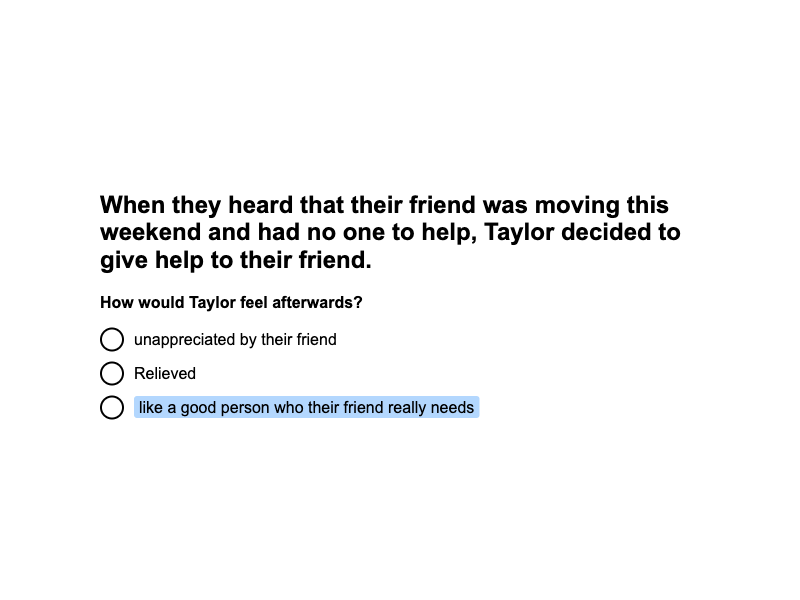 When they heard that their friend was moving this
weekend and had no one to help, Taylor decided to
give help to their friend.
How would Taylor feel afterwards?
unappreciated by their friend
Relieved
like a good person who their friend really needs